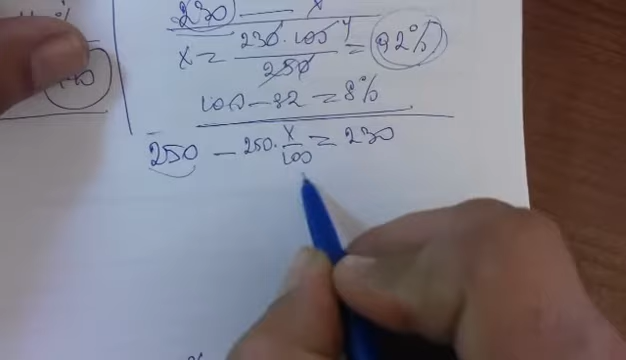 230 — x
x = 230 · 100 / 250 = 92%
100 – 92 = 8%
250 – 250 · x/100 = 230